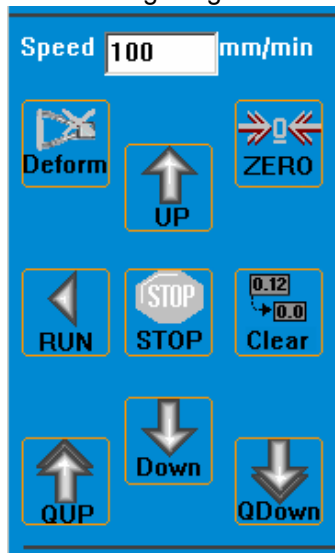 Speed 100 mm/min
Deform
ZERO
UP
RUN
STOP
STOP
0.12
0.0
Clear
Down
QUP
QDown